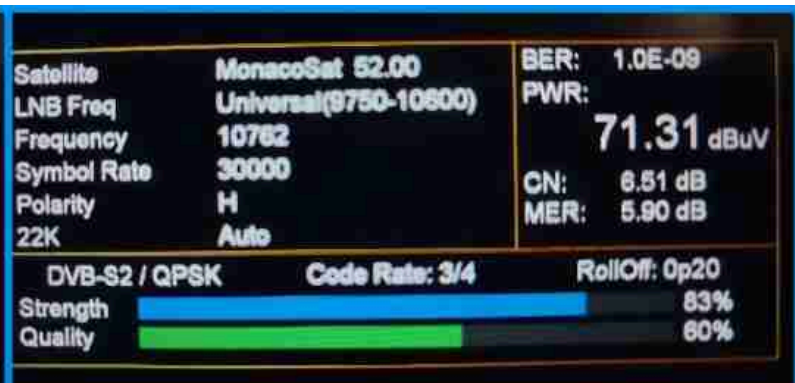 Satellite MonacoSat 52.00
LNB Freq Universal(9750-10600)
Frequency 10762
Symbol Rate 30000
Polarity H
22K Auto
BER: 1.0E-09
PWR:
71.31 dBuV
CN: 6.51 dB
MER: 5.90 dB
DVB-S2 / QPSK Code Rate: 3/4 RollOff: 0p20
Strength 83%
Quality 60%